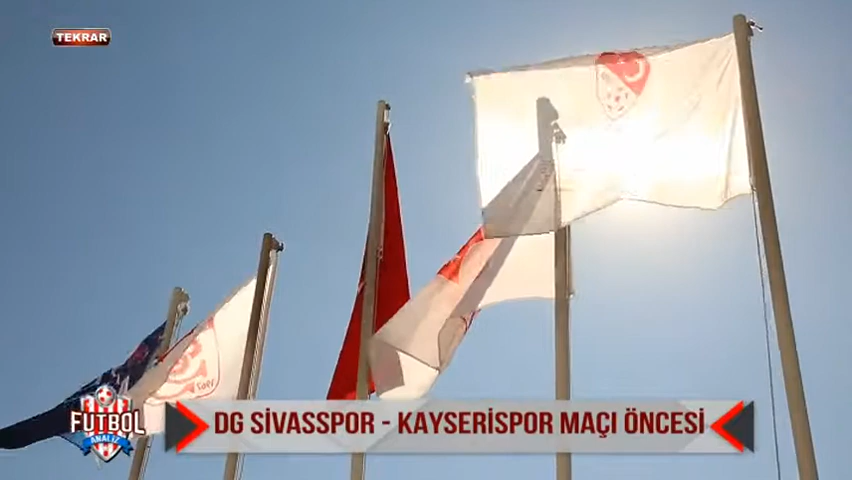 TEKRAR
FUTBOL
ANALİZ
DG SİVASSPOR - KAYSERİSPOR MAÇI ÖNCESİ